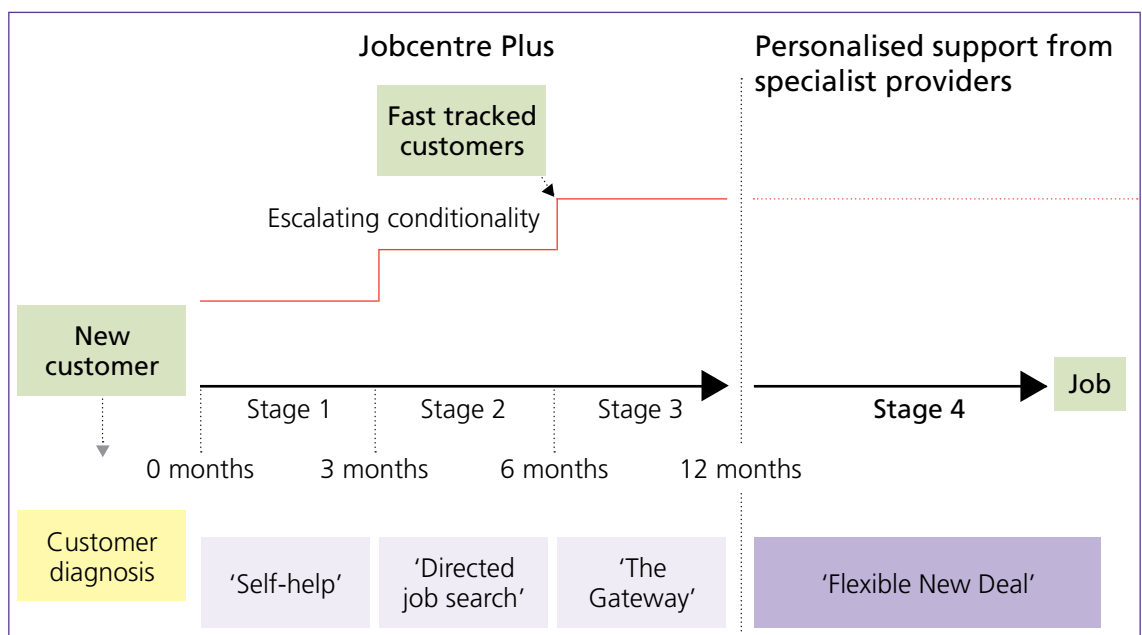 Jobcentre Plus
Personalised support from
specialist providers
Fast tracked
customers
Escalating conditionality
New
customer
Job
Stage 1
Stage 2
Stage 3
Stage 4
0 months
3 months
6 months
12 months
Customer
diagnosis
‘Self-help’
‘Directed
job search’
‘The
Gateway’
‘Flexible New Deal’